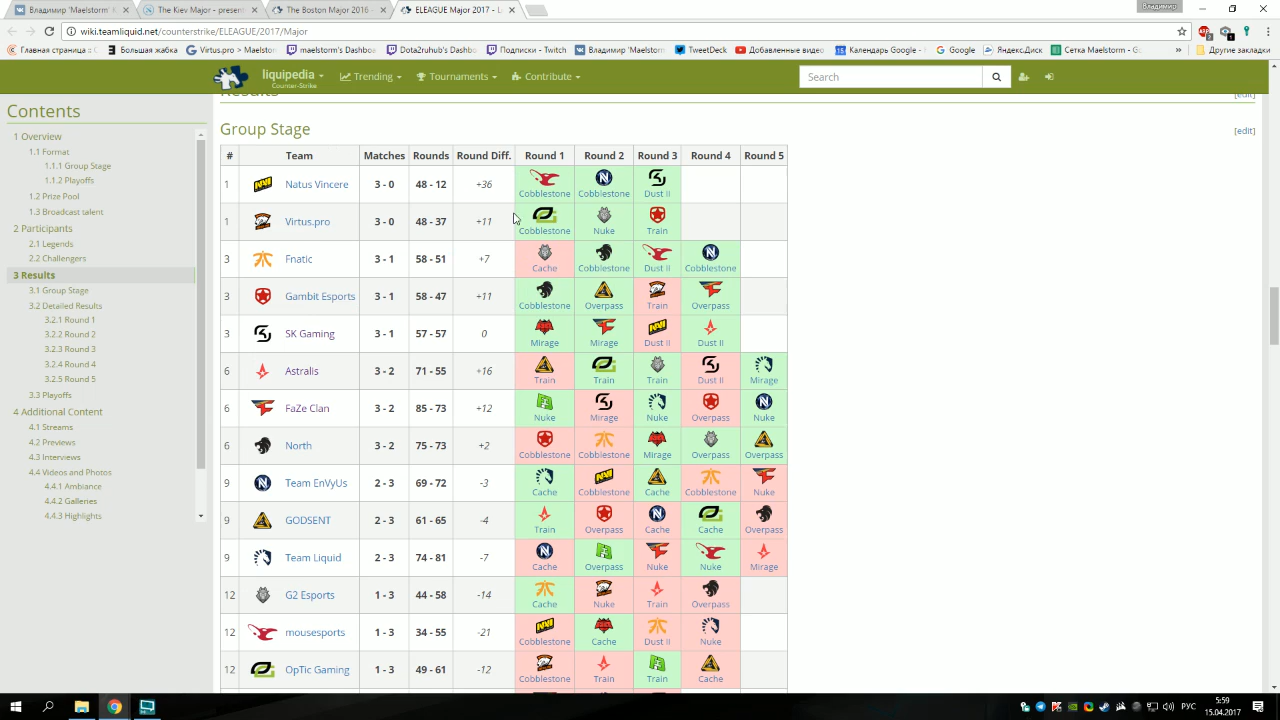 Владимир 'Maelstorm' К
The Kiev Major - presen
The Boston Major 2016 -
ELEAGUE Major 2017 - L
Владимир
wiki.teamliquid.net/counterstrike/ELEAGUE/2017/Major
Главная страница :: С
Большая жабка
Virtus.pro > Maelston
maelstorm's Dashboa
Dota2ruhub's Dashbo
Подписки - Twitch
Владимир 'Maelstorm
TweetDeck
Добавленные видео
Календарь Google -
Google
Яндекс.Диск
Сетка Maelstorm - Go
Другие закладки
liquipedia
Counter-Strike
Trending
Tournaments
Contribute
Search
Contents
1 Overview
1.1 Format
1.1.1 Group Stage
1.1.2 Playoffs
1.2 Prize Pool
1.3 Broadcast talent
2 Participants
2.1 Legends
2.2 Challengers
3 Results
3.1 Group Stage
3.2 Detailed Results
3.2.1 Round 1
3.2.2 Round 2
3.2.3 Round 3
3.2.4 Round 4
3.2.5 Round 5
3.3 Playoffs
4 Additional Content
4.1 Streams
4.2 Previews
4.3 Interviews
4.4 Videos and Photos
4.4.1 Ambiance
4.4.2 Galleries
4.4.3 Highlights
Results [edit]
Group Stage [edit]
# Team Matches Rounds Round Diff. Round 1 Round 2 Round 3 Round 4 Round 5
1 Natus Vincere 3 - 0 48 - 12 +36 Cobblestone Cobblestone Dust II
1 Virtus.pro 3 - 0 48 - 37 +11 Cobblestone Nuke Train
3 Fnatic 3 - 1 58 - 51 +7 Cache Cobblestone Dust II Cobblestone
3 Gambit Esports 3 - 1 58 - 47 +11 Cobblestone Overpass Train Overpass
3 SK Gaming 3 - 1 57 - 57 0 Mirage Mirage Dust II Dust II
6 Astralis 3 - 2 71 - 55 +16 Train Train Train Dust II Mirage
6 FaZe Clan 3 - 2 85 - 73 +12 Nuke Mirage Nuke Overpass Nuke
6 North 3 - 2 75 - 73 +2 Cobblestone Cobblestone Mirage Overpass Overpass
9 Team EnVyUs 2 - 3 69 - 72 -3 Cache Cobblestone Cache Cobblestone Nuke
9 GODSENT 2 - 3 61 - 65 -4 Train Overpass Cache Cache Overpass
9 Team Liquid 2 - 3 74 - 81 -7 Cache Overpass Nuke Nuke Mirage
12 G2 Esports 1 - 3 44 - 58 -14 Cache Nuke Train Overpass
12 mousesports 1 - 3 34 - 55 -21 Cobblestone Cache Dust II Nuke
12 OpTic Gaming 1 - 3 49 - 61 -12 Cobblestone Train Train Cache
РУС
5:59
15.04.2017